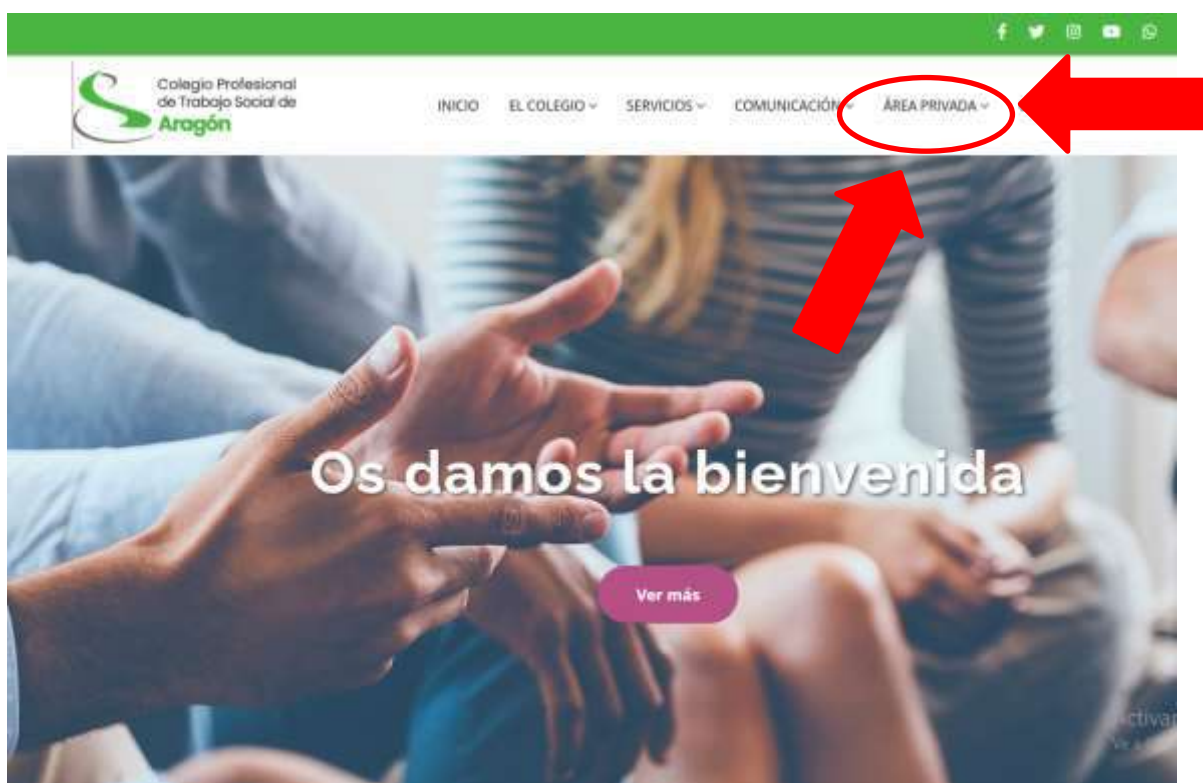 Colegio Profesional
de Trabajo Social de
Aragón
INICIO EL COLEGIO SERVICIOS COMUNICACIÓN ÁREA PRIVADA
Os damos la bienvenida
Ver más